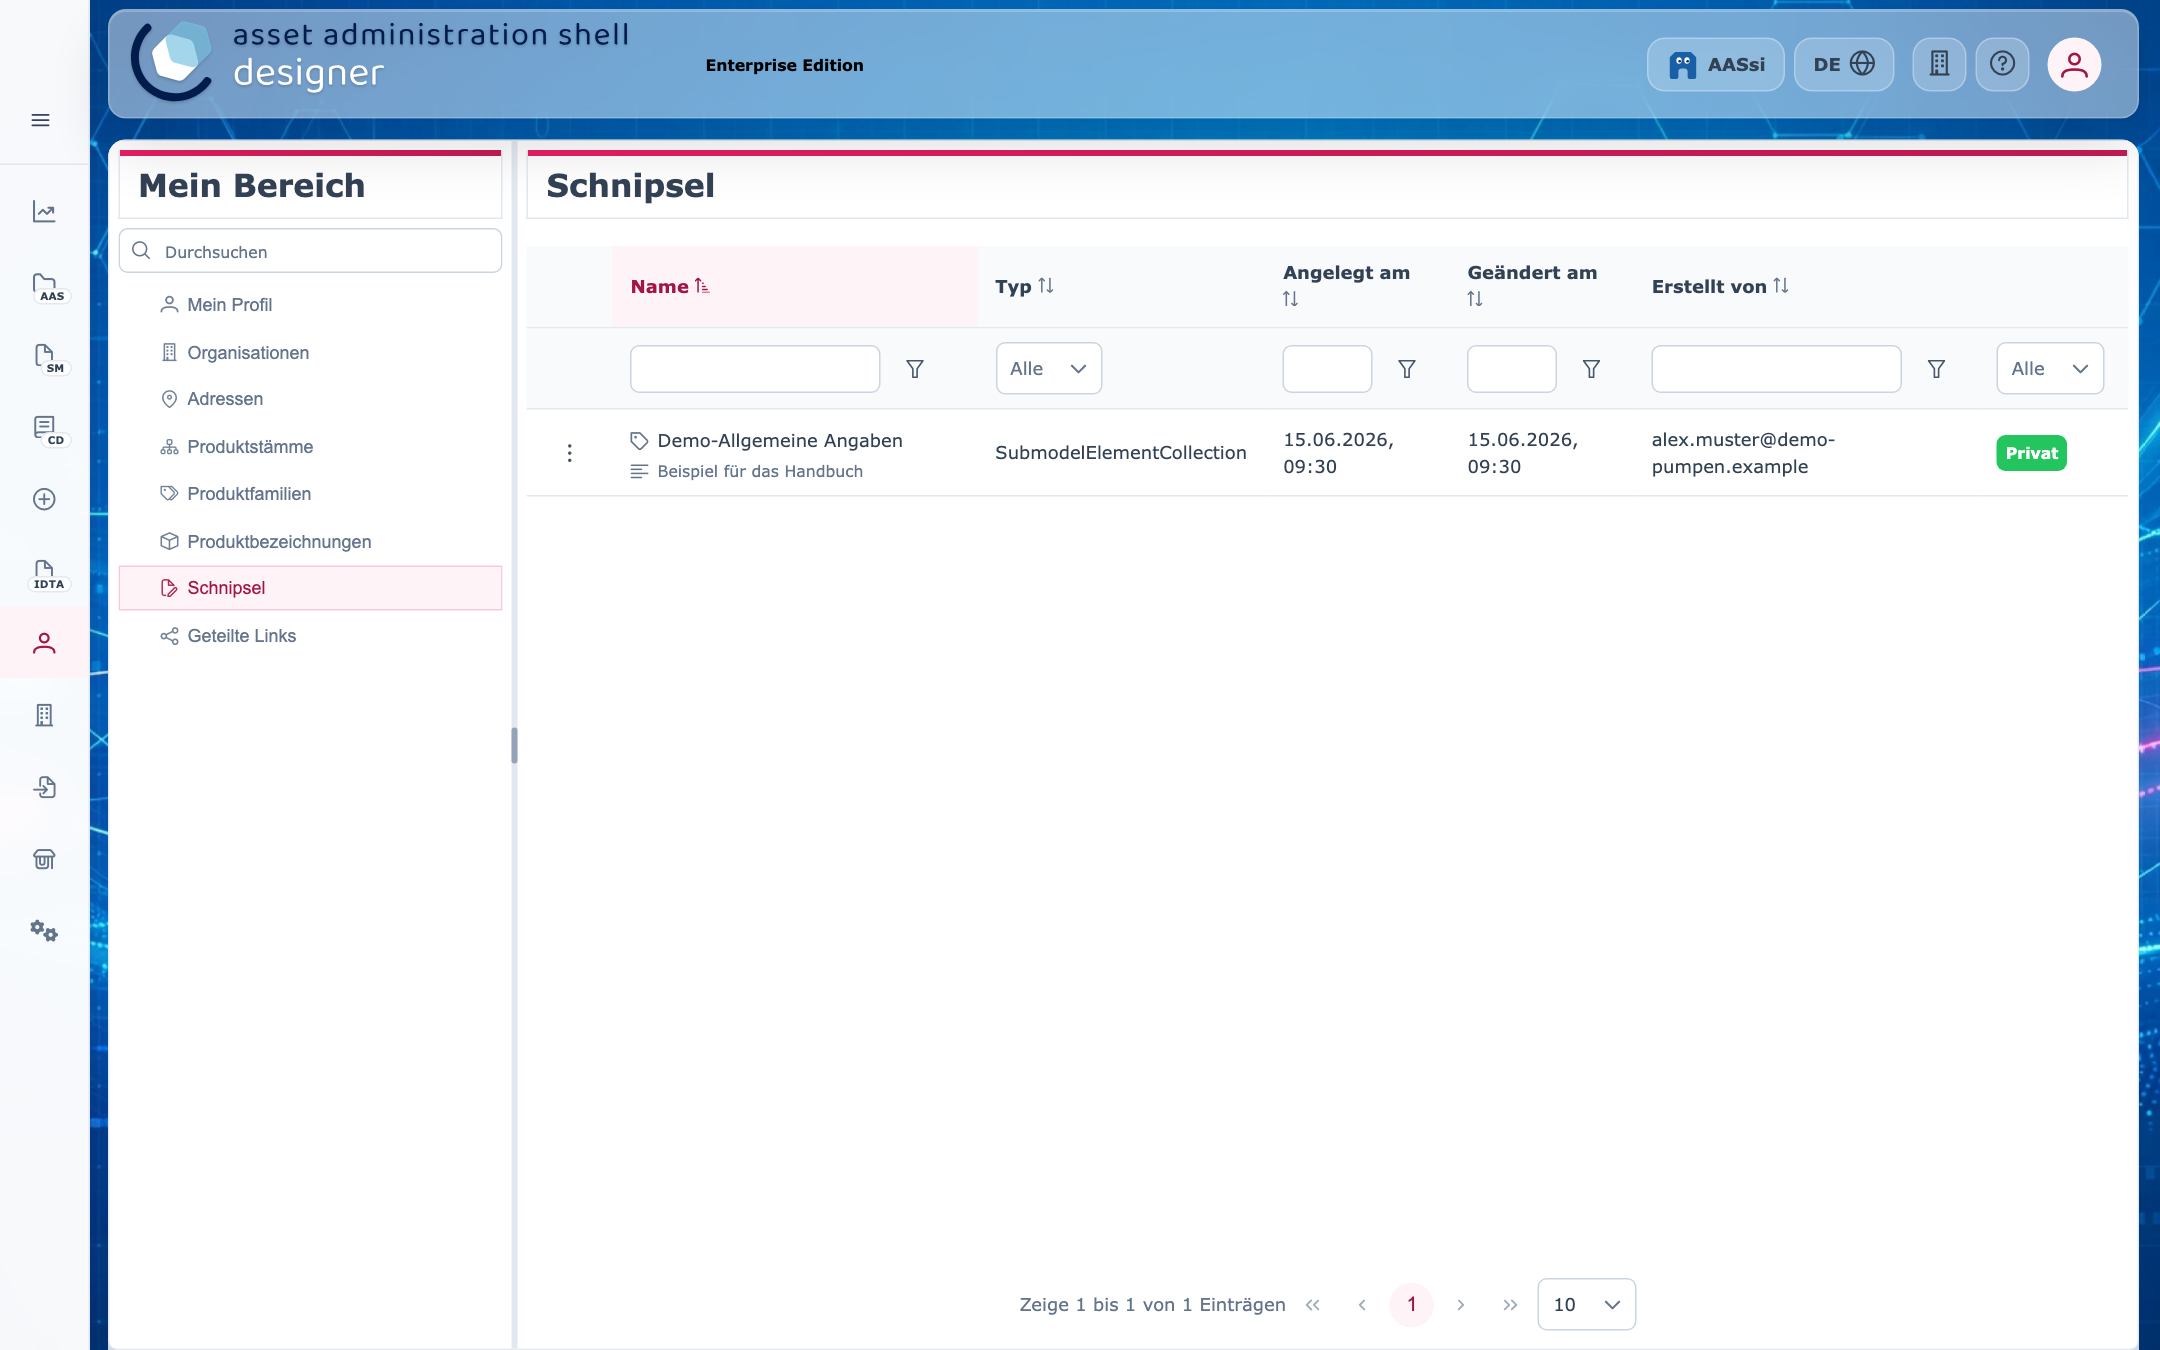 asset administration shell
designer
Enterprise Edition
AASsi
DE
AAS
SM
CD
IDTA
Mein Bereich
Durchsuchen
Mein Profil
Organisationen
Adressen
Produktstämme
Produktfamilien
Produktbezeichnungen
Schnipsel
Geteilte Links
Schnipsel
Name
Typ
Angelegt am
Geändert am
Erstellt von
Alle
Alle
Demo-Allgemeine Angaben
Beispiel für das Handbuch
SubmodelElementCollection
15.06.2026,
09:30
15.06.2026,
09:30
alex.muster@demo-
pumpen.example
Privat
Zeige 1 bis 1 von 1 Einträgen
1
10